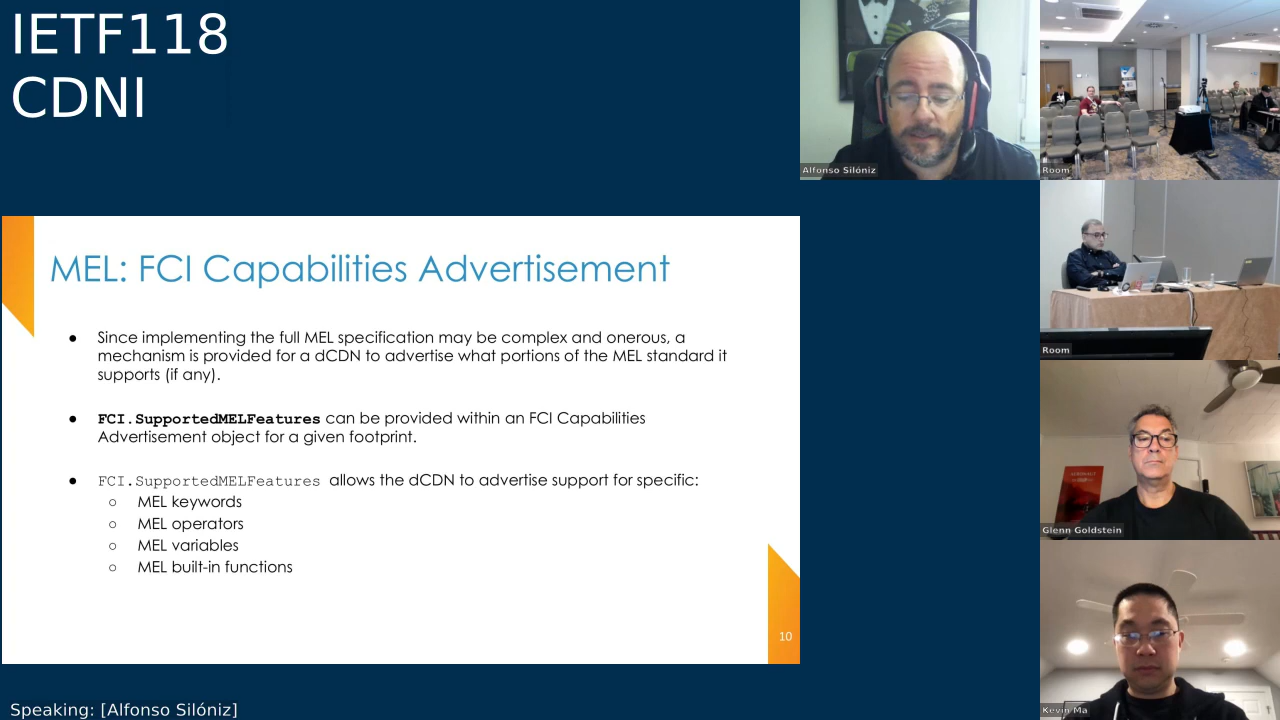 IETF118
CDNI
Alfonso Silóniz
Room
MEL: FCI Capabilities Advertisement
● Since implementing the full MEL specification may be complex and onerous, a
mechanism is provided for a dCDN to advertise what portions of the MEL standard it
supports (if any).
● FCI.SupportedMELFeatures can be provided within an FCI Capabilities
Advertisement object for a given footprint.
● FCI.SupportedMELFeatures allows the dCDN to advertise support for specific:
○ MEL keywords
○ MEL operators
○ MEL variables
○ MEL built-in functions
10
Room
Glenn Goldstein
Kevin Ma
Speaking: [Alfonso Silóniz]